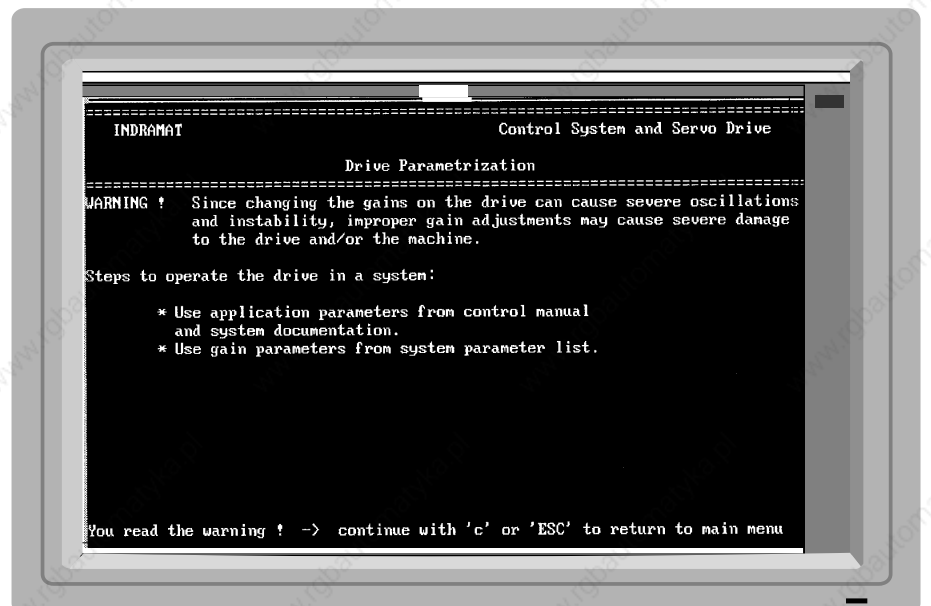 INDRAMAT Control System and Servo Drive
Drive Parametrization
WARNING ! Since changing the gains on the drive can cause severe oscillations
and instability, improper gain adjustments may cause severe damage
to the drive and/or the machine.
Steps to operate the drive in a system:
* Use application parameters from control manual
and system documentation.
* Use gain parameters from system parameter list.
You read the warning ! -> continue with 'c' or 'ESC' to return to main menu